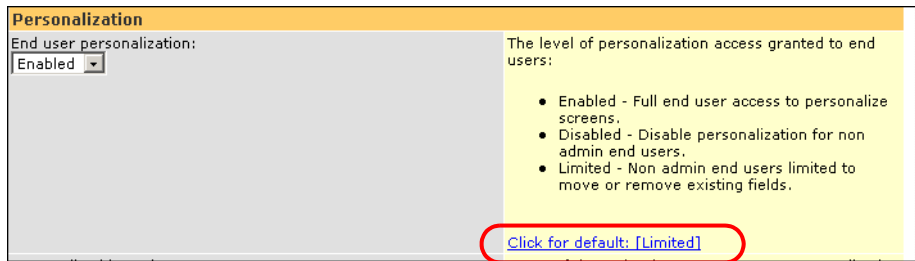 Personalization
End user personalization:
Enabled
The level of personalization access granted to end
users:
• Enabled - Full end user access to personalize
screens.
• Disabled - Disable personalization for non
admin end users.
• Limited - Non admin end users limited to
move or remove existing fields.
Click for default: [Limited]